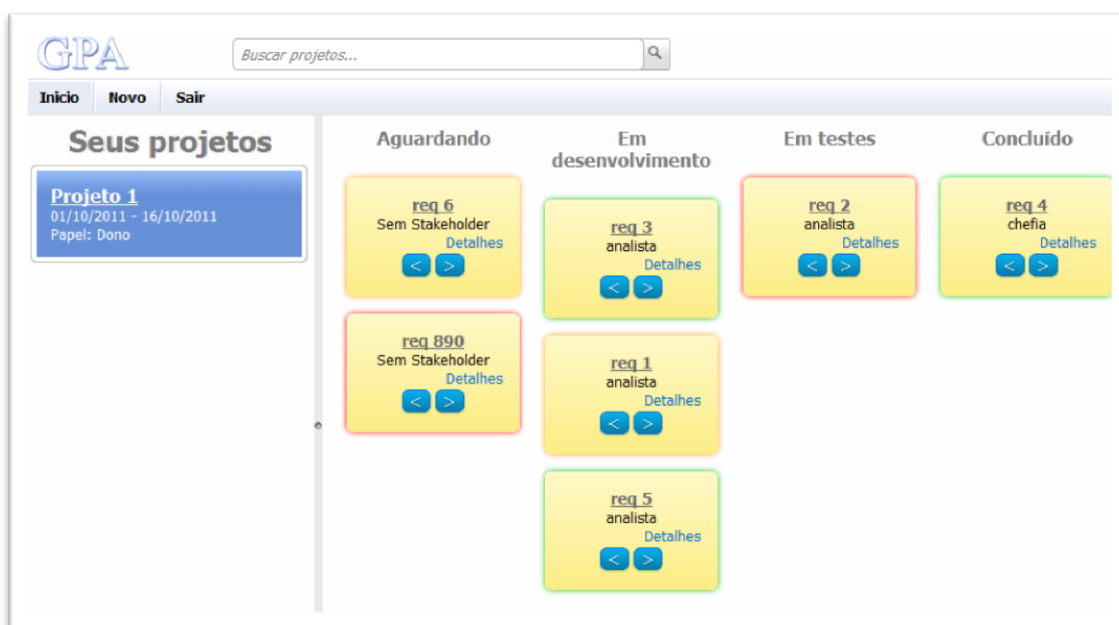 GPA
Buscar projetos...
Inicio Novo Sair
Seus projetos
Projeto 1
01/10/2011 - 16/10/2011
Papel: Dono
Aguardando
req 6
Sem Stakeholder
Detalhes
< >
req 890
Sem Stakeholder
Detalhes
< >
Em
desenvolvimento
req 3
analista
Detalhes
< >
req 1
analista
Detalhes
< >
req 5
analista
Detalhes
< >
Em testes
req 2
analista
Detalhes
< >
Concluído
req 4
chefia
Detalhes
< >